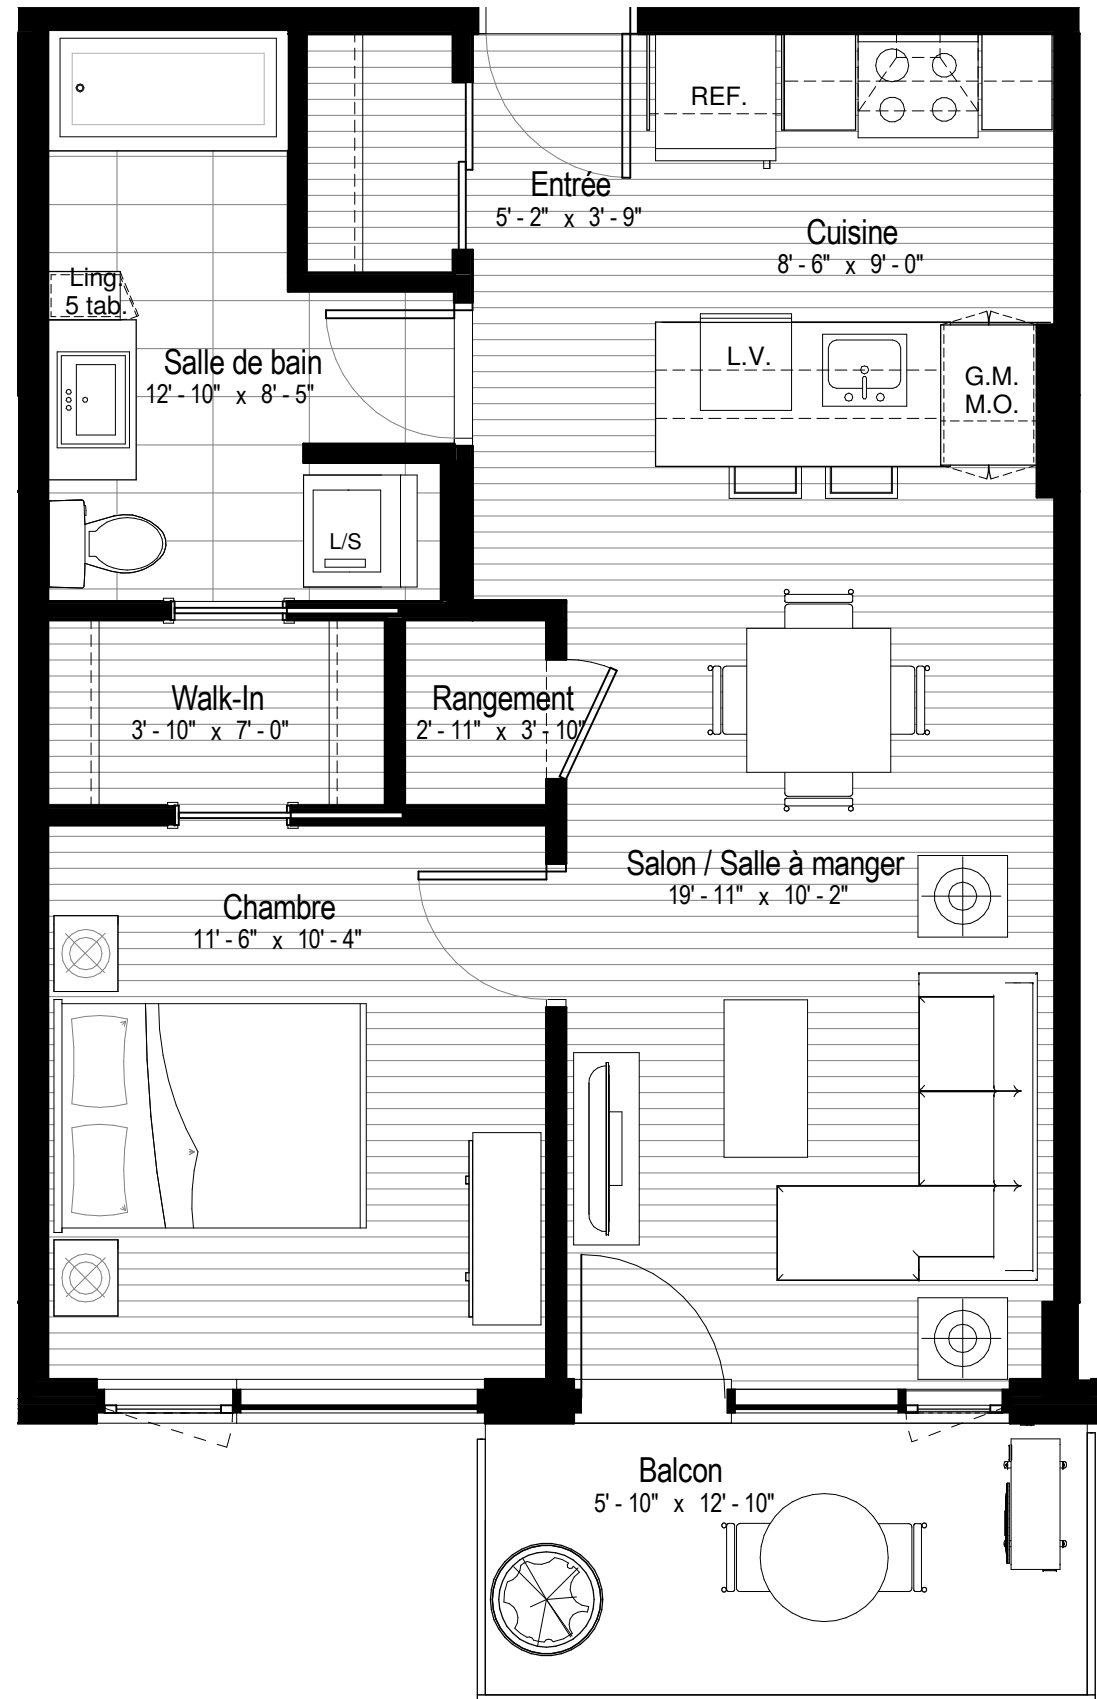 REF.
Entrée
5' - 2" x 3' - 9"
Cuisine
8' - 6" x 9' - 0"
Ling.
5 tab.
Salle de bain
12' - 10" x 8' - 5"
L.V.
G.M.
M.O.
L/S
Walk-In
3' - 10" x 7' - 0"
Rangement
2' - 11" x 3' - 10"
Salon / Salle à manger
19' - 11" x 10' - 2"
Chambre
11' - 6" x 10' - 4"
Balcon
5' - 10" x 12' - 10"